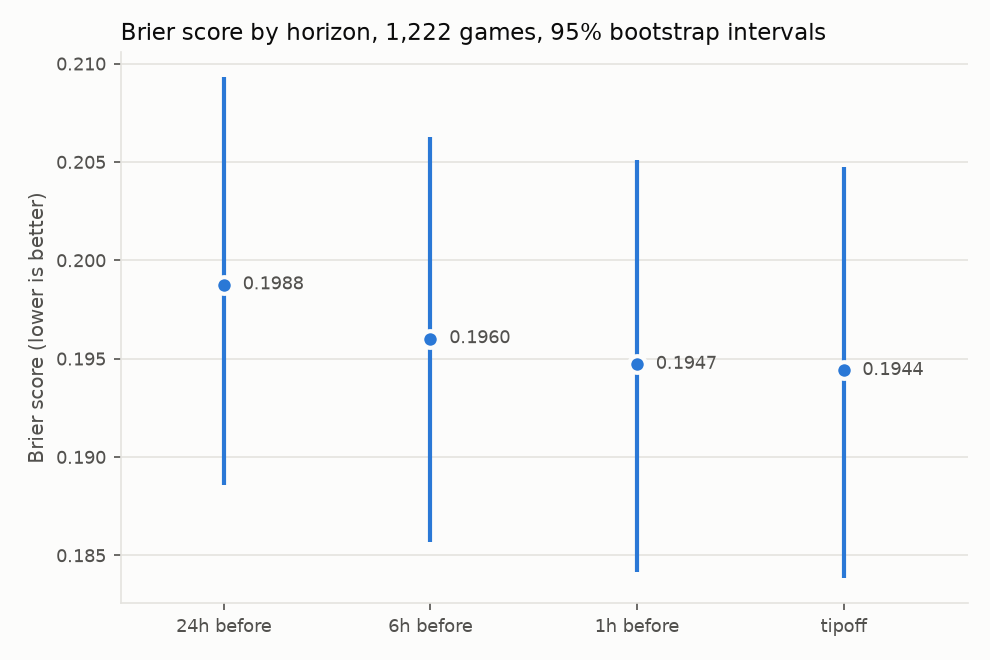 Brier score by horizon, 1,222 games, 95% bootstrap intervals
Brier score (lower is better)
0.210
0.205
0.200
0.195
0.190
0.185
0.1988
0.1960
0.1947
0.1944
24h before
6h before
1h before
tipoff